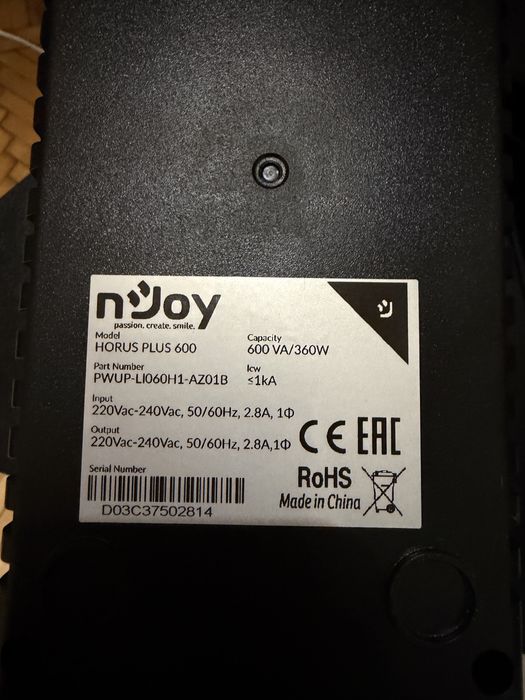 nJoy
passion. create. smile.
Model
HORUS PLUS 600
Capacity
600 VA/360W
Part Number
PWUP-LI060H1-AZ01B
Icw
≤1kA
Input
220Vac-240Vac, 50/60Hz, 2.8A, 1Φ
Output
220Vac-240Vac, 50/60Hz, 2.8A,1Φ
CE EAC
Serial Number
D03C37502814
RoHS
Made in China